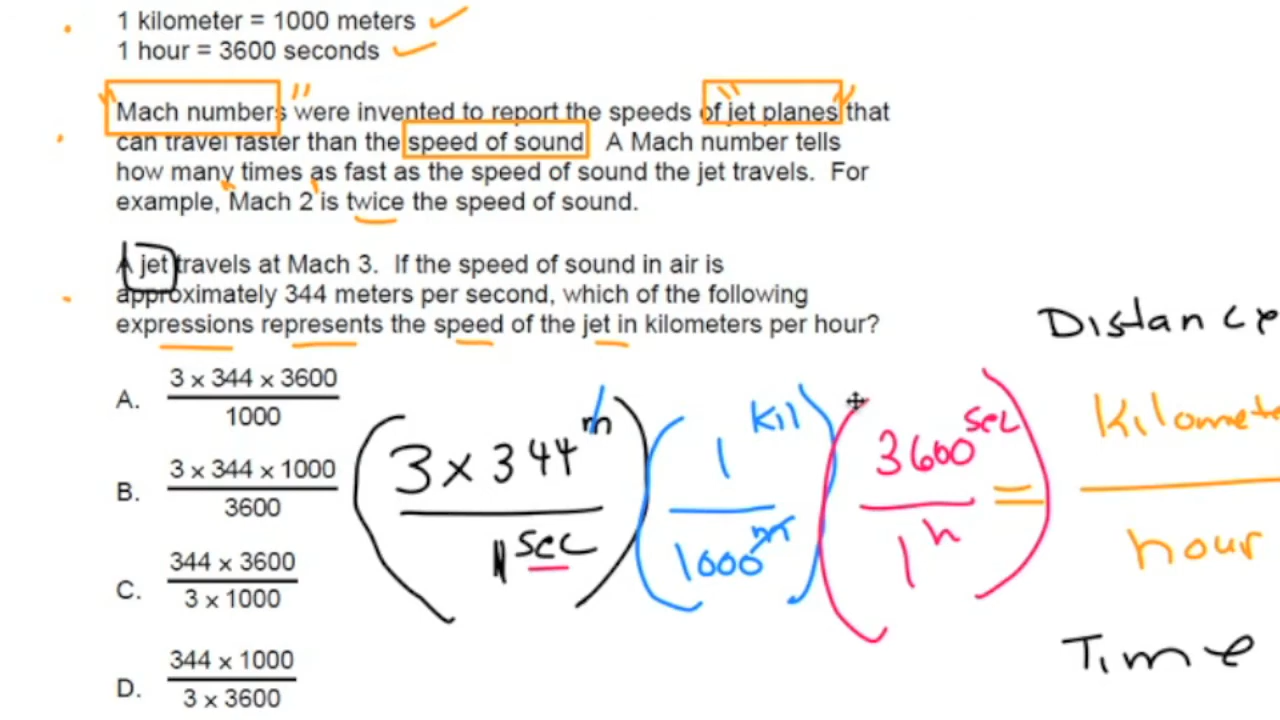 1 kilometer = 1000 meters
1 hour = 3600 seconds
Mach numbers were invented to report the speeds of jet planes that
can travel faster than the speed of sound. A Mach number tells
how many times as fast as the speed of sound the jet travels. For
example, Mach 2 is twice the speed of sound.
A jet travels at Mach 3. If the speed of sound in air is
approximately 344 meters per second, which of the following
expressions represents the speed of the jet in kilometers per hour?
A. 3 x 344 x 3600
1000
B. 3 x 344 x 1000
3600
C. 344 x 3600
3 x 1000
D. 344 x 1000
3 x 3600
(3 x 344 m
1 sec)
(1 kil
1000 m)
(3600 sec
1 h)
=
Distance
Kilomete
hour
Time